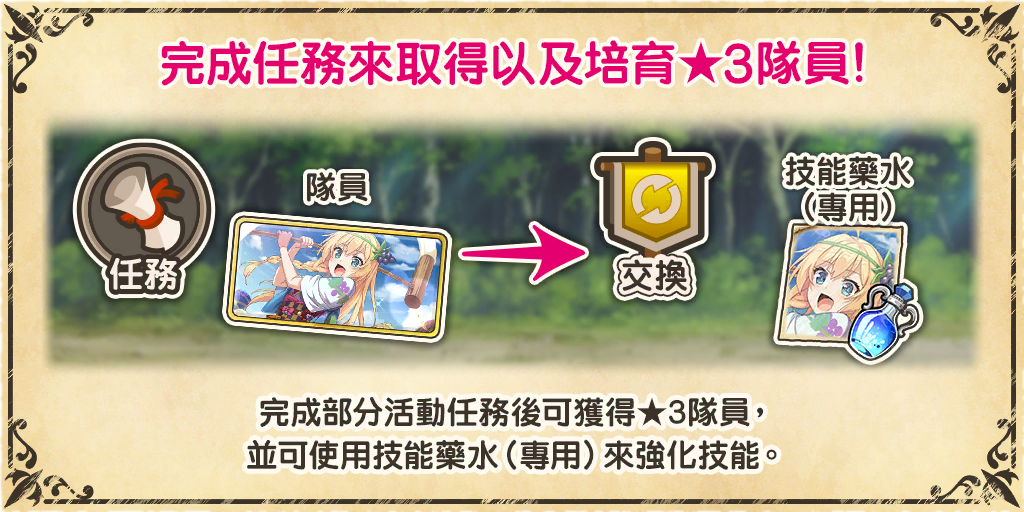 完成任務來取得以及培育★3隊員!
任務
隊員
交換
技能藥水
(專用)
完成部分活動任務後可獲得★3隊員，
並可使用技能藥水(專用)來強化技能。